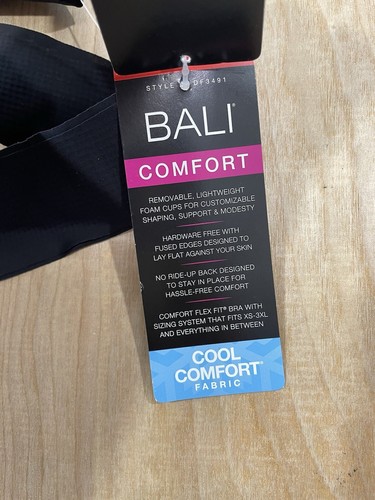 STYLE DF3491
BALI®
COMFORT
REMOVABLE, LIGHTWEIGHT
FOAM CUPS FOR CUSTOMIZABLE
SHAPING, SUPPORT & MODESTY
HARDWARE FREE WITH
FUSED EDGES DESIGNED TO
LAY FLAT AGAINST YOUR SKIN
NO RIDE-UP BACK DESIGNED
TO STAY IN PLACE FOR
HASSLE-FREE COMFORT
COMFORT FLEX FIT® BRA WITH
SIZING SYSTEM THAT FITS XS-3XL
AND EVERYTHING IN BETWEEN
COOL
COMFORT®
FABRIC